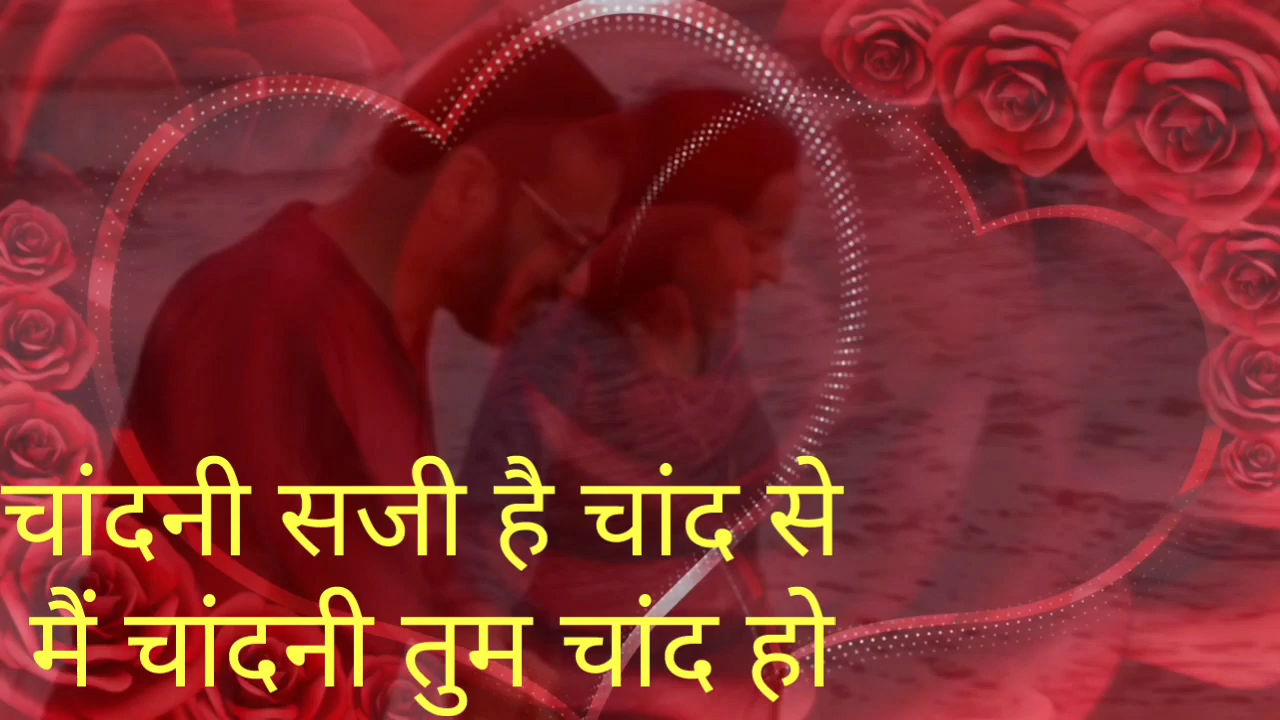 चांदनी सजी है चांद से
मैं चांदनी तुम चांद हो